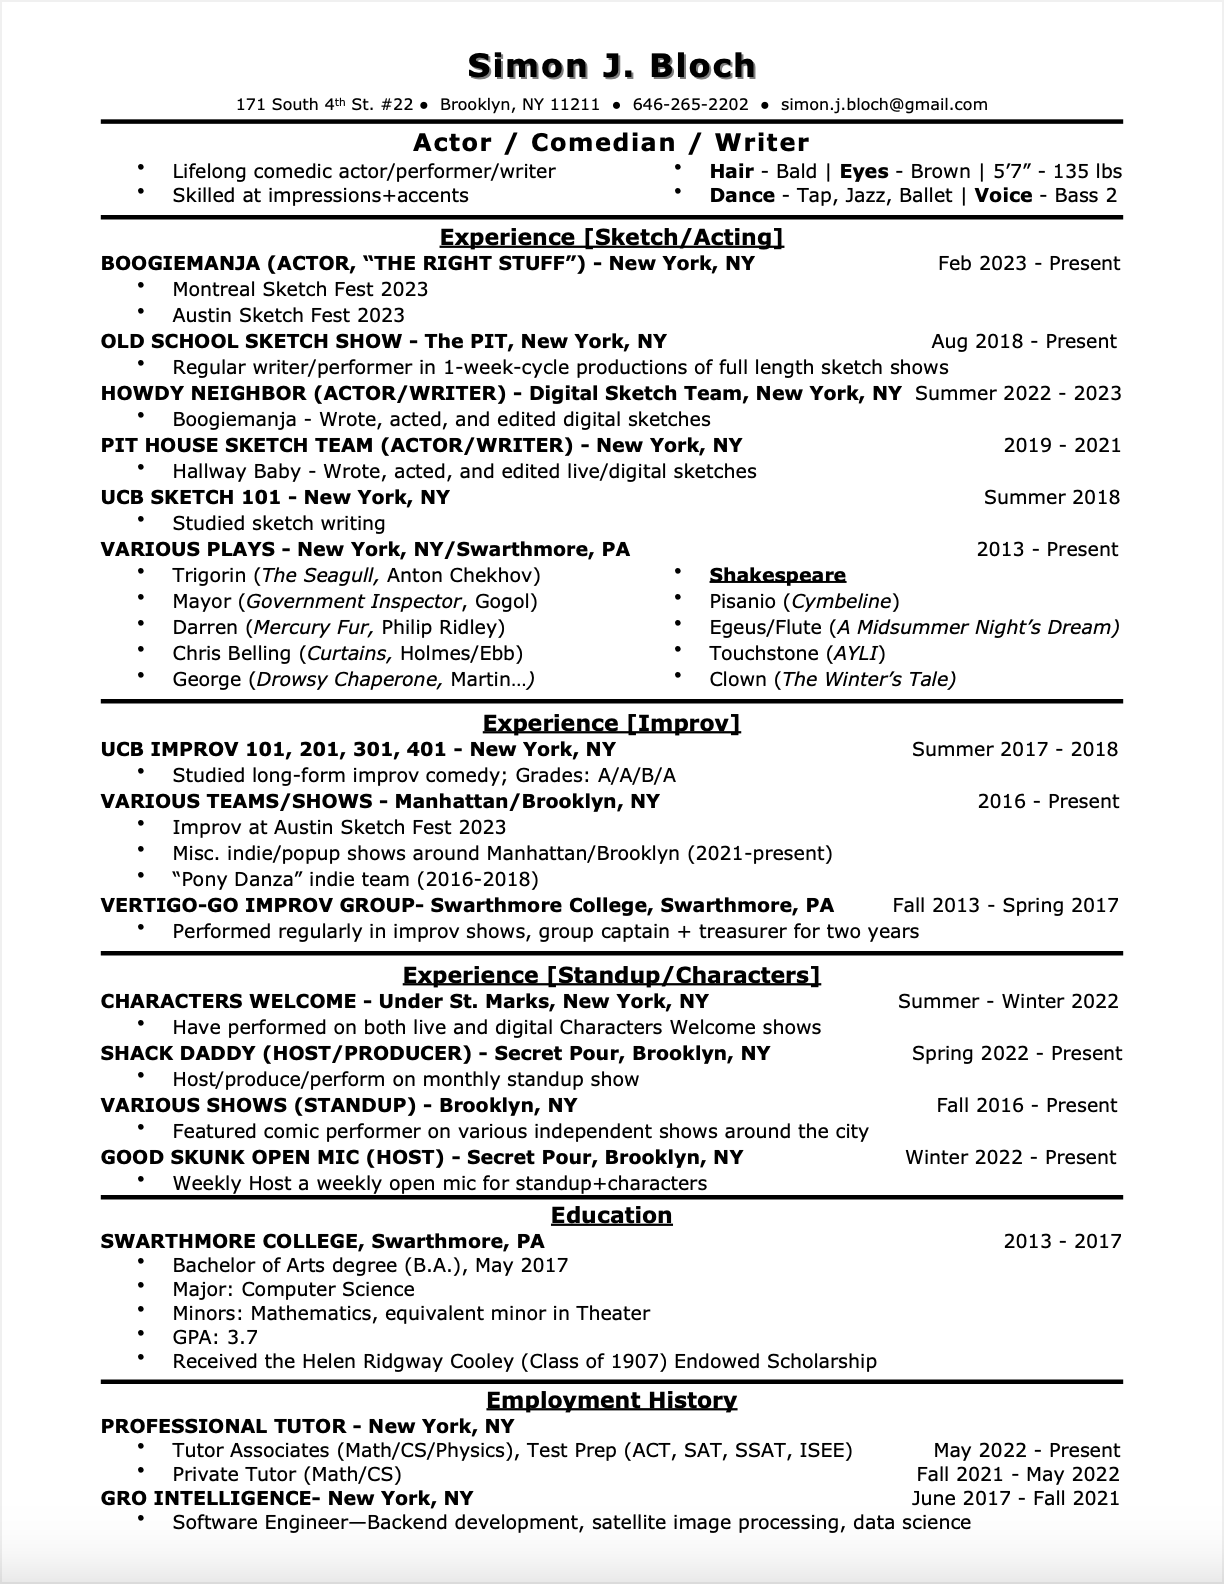 Simon J. Bloch
171 South 4th St. #22 ● Brooklyn, NY 11211 ● 646-265-2202 ● simon.j.bloch@gmail.com
Actor / Comedian / Writer
• Lifelong comedic actor/performer/writer • Hair - Bald | Eyes - Brown | 5’7” - 135 lbs
• Skilled at impressions+accents • Dance - Tap, Jazz, Ballet | Voice - Bass 2
Experience [Sketch/Acting]
BOOGIEMANJA (ACTOR, “THE RIGHT STUFF”) - New York, NY Feb 2023 - Present
• Montreal Sketch Fest 2023
• Austin Sketch Fest 2023
OLD SCHOOL SKETCH SHOW - The PIT, New York, NY Aug 2018 - Present
• Regular writer/performer in 1-week-cycle productions of full length sketch shows
HOWDY NEIGHBOR (ACTOR/WRITER) - Digital Sketch Team, New York, NY Summer 2022 - 2023
• Boogiemanja - Wrote, acted, and edited digital sketches
PIT HOUSE SKETCH TEAM (ACTOR/WRITER) - New York, NY 2019 - 2021
• Hallway Baby - Wrote, acted, and edited live/digital sketches
UCB SKETCH 101 - New York, NY Summer 2018
• Studied sketch writing
VARIOUS PLAYS - New York, NY/Swarthmore, PA 2013 - Present
• Trigorin (The Seagull, Anton Chekhov) • Shakespeare
• Mayor (Government Inspector, Gogol) • Pisanio (Cymbeline)
• Darren (Mercury Fur, Philip Ridley) • Egeus/Flute (A Midsummer Night’s Dream)
• Chris Belling (Curtains, Holmes/Ebb) • Touchstone (AYLI)
• George (Drowsy Chaperone, Martin…) • Clown (The Winter’s Tale)
Experience [Improv]
UCB IMPROV 101, 201, 301, 401 - New York, NY Summer 2017 - 2018
• Studied long-form improv comedy; Grades: A/A/B/A
VARIOUS TEAMS/SHOWS - Manhattan/Brooklyn, NY 2016 - Present
• Improv at Austin Sketch Fest 2023
• Misc. indie/popup shows around Manhattan/Brooklyn (2021-present)
• “Pony Danza” indie team (2016-2018)
VERTIGO-GO IMPROV GROUP- Swarthmore College, Swarthmore, PA Fall 2013 - Spring 2017
• Performed regularly in improv shows, group captain + treasurer for two years
Experience [Standup/Characters]
CHARACTERS WELCOME - Under St. Marks, New York, NY Summer - Winter 2022
• Have performed on both live and digital Characters Welcome shows
SHACK DADDY (HOST/PRODUCER) - Secret Pour, Brooklyn, NY Spring 2022 - Present
• Host/produce/perform on monthly standup show
VARIOUS SHOWS (STANDUP) - Brooklyn, NY Fall 2016 - Present
• Featured comic performer on various independent shows around the city
GOOD SKUNK OPEN MIC (HOST) - Secret Pour, Brooklyn, NY Winter 2022 - Present
• Weekly Host a weekly open mic for standup+characters
Education
SWARTHMORE COLLEGE, Swarthmore, PA 2013 - 2017
• Bachelor of Arts degree (B.A.), May 2017
• Major: Computer Science
• Minors: Mathematics, equivalent minor in Theater
• GPA: 3.7
• Received the Helen Ridgway Cooley (Class of 1907) Endowed Scholarship
Employment History
PROFESSIONAL TUTOR - New York, NY
• Tutor Associates (Math/CS/Physics), Test Prep (ACT, SAT, SSAT, ISEE) May 2022 - Present
• Private Tutor (Math/CS) Fall 2021 - May 2022
GRO INTELLIGENCE- New York, NY June 2017 - Fall 2021
• Software Engineer—Backend development, satellite image processing, data science